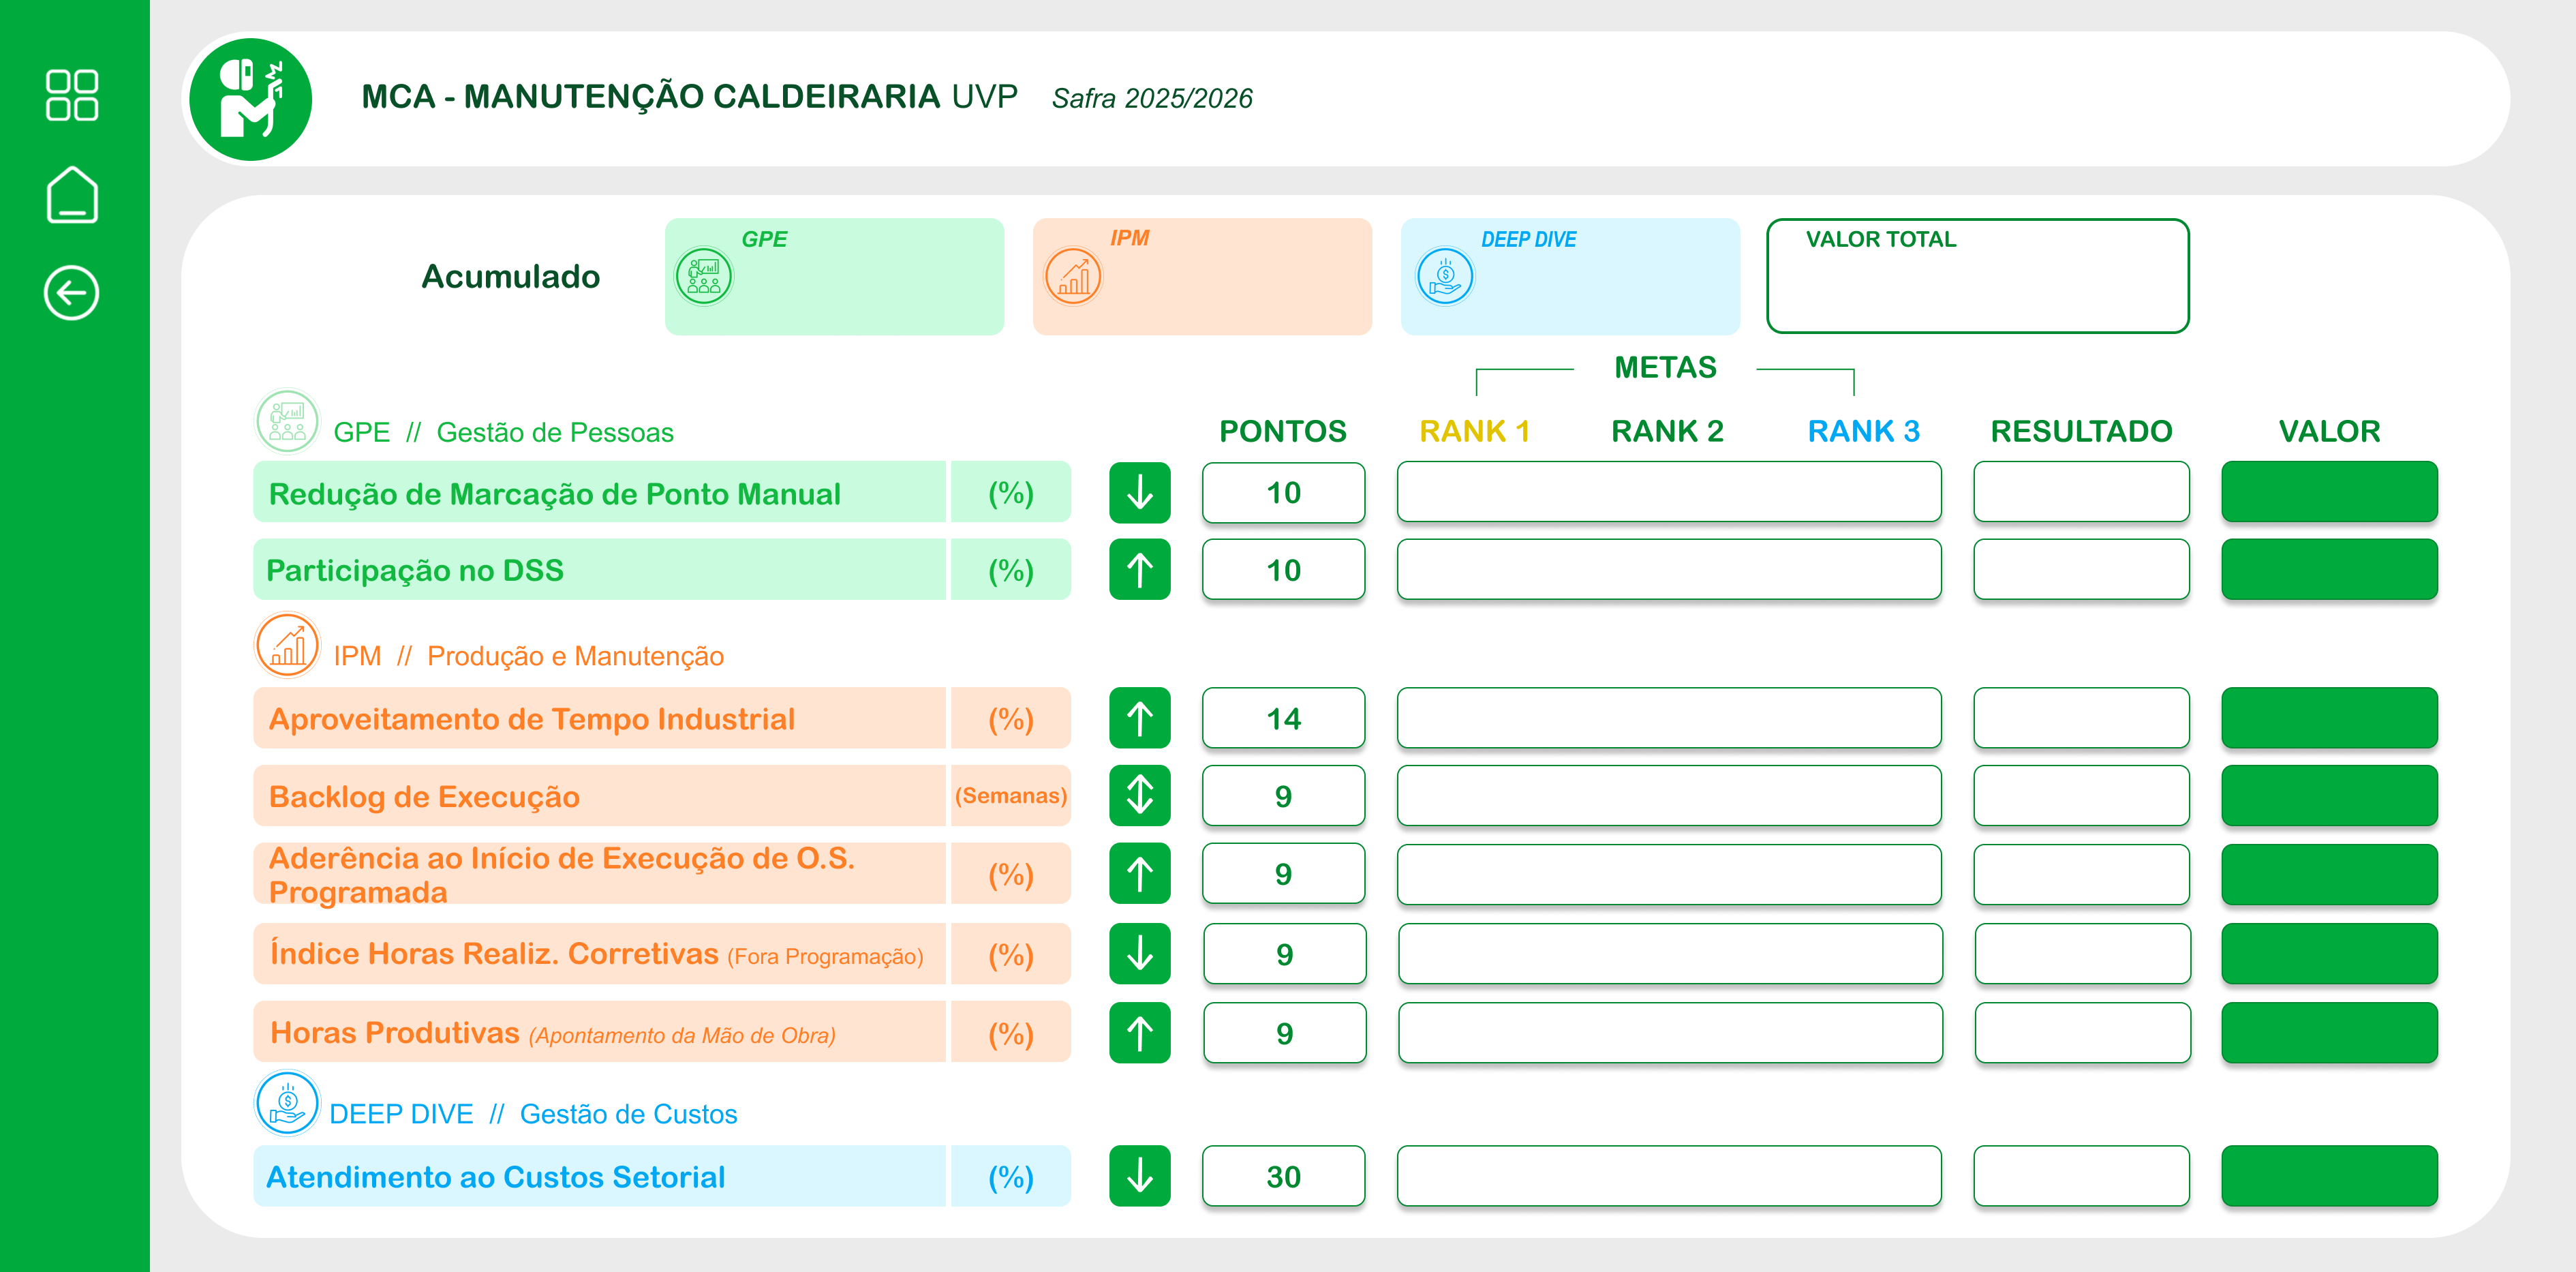 MCA - MANUTENÇÃO CALDEIRARIA UVP Safra 2025/2026
Acumulado
GPE
IPM
DEEP DIVE
VALOR TOTAL
METAS
GPE // Gestão de Pessoas
PONTOS RANK 1 RANK 2 RANK 3 RESULTADO VALOR
Redução de Marcação de Ponto Manual (%) 10
Participação no DSS (%) 10
IPM // Produção e Manutenção
Aproveitamento de Tempo Industrial (%) 14
Backlog de Execução (Semanas) 9
Aderência ao Início de Execução de O.S.
Programada (%) 9
Índice Horas Realiz. Corretivas (Fora Programação) (%) 9
Horas Produtivas (Apontamento da Mão de Obra) (%) 9
DEEP DIVE // Gestão de Custos
Atendimento ao Custos Setorial (%) 30